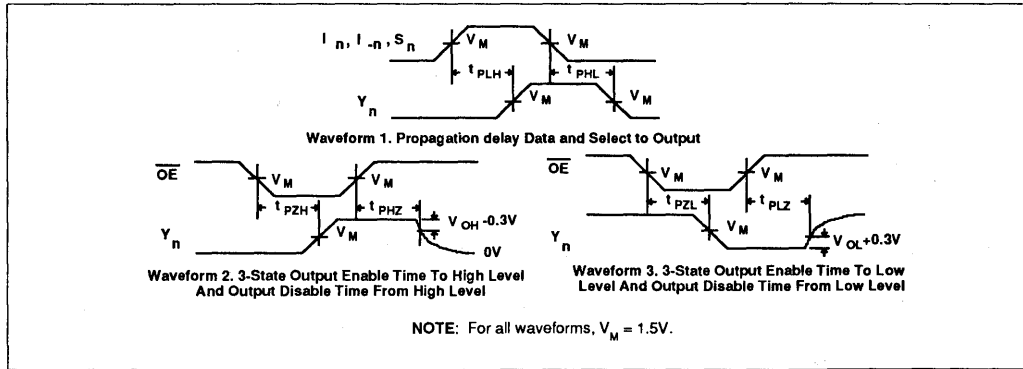 I n, I -n, S n
V M
V M
t PLH
t PHL
Y n
V M
V M
Waveform 1. Propagation delay Data and Select to Output
OE
V M
V M
t PZH
t PHZ
V OH -0.3V
Y n
V M
0V
Waveform 2. 3-State Output Enable Time To High Level
And Output Disable Time From High Level
OE
V M
V M
t PZL
t PLZ
Y n
V M
V OL +0.3V
Waveform 3. 3-State Output Enable Time To Low
Level And Output Disable Time From Low Level
NOTE: For all waveforms, V M = 1.5V.